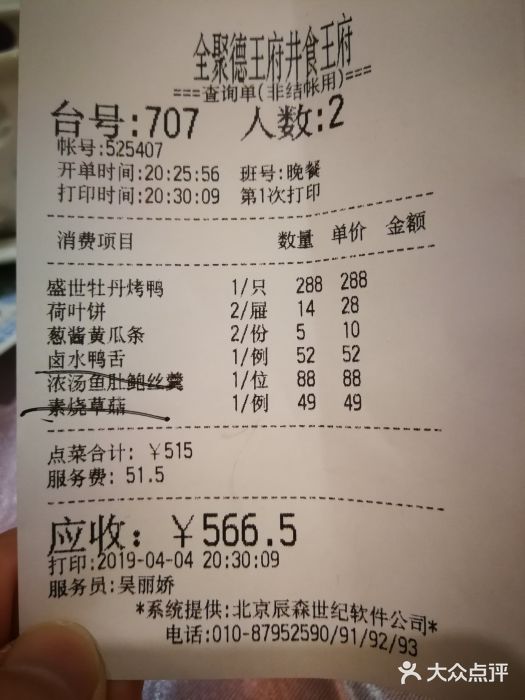 全聚德王府井食王府
===查询单(非结帐用)===
台号:707 人数:2
帐号:525407
开单时间:20:25:56 班号:晚餐
打印时间:20:30:09 第1次打印
消费项目 数量 单价 金额
盛世牡丹烤鸭 1/只 288 288
荷叶饼 2/屉 14 28
葱酱黄瓜条 2/份 5 10
卤水鸭舌 1/例 52 52
浓汤鱼肚鲍丝羹 1/位 88 88
素烧草菇 1/例 49 49
点菜合计: ¥515
服务费: 51.5
应收: ¥566.5
打印:2019-04-04 20:30:09
服务员:吴丽娇
*系统提供:北京辰森世纪软件公司*
电话:010-87952590/91/92/93
大众点评